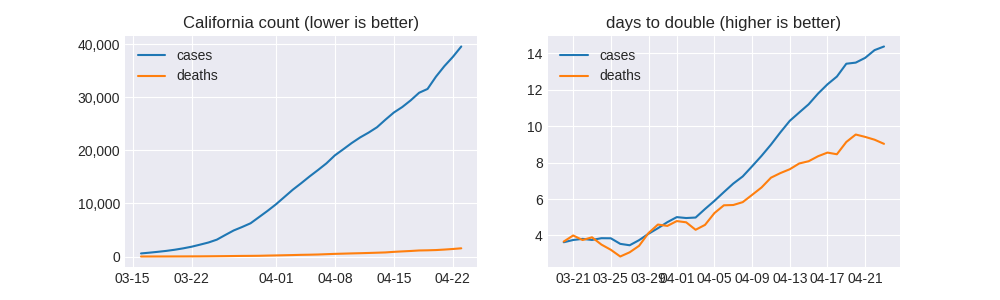 California count (lower is better)
40,000
30,000
20,000
10,000
0
cases
deaths
03-15 03-22 04-01 04-08 04-15 04-22
days to double (higher is better)
14
12
10
8
6
4
cases
deaths
03-21 03-25 03-29 04-01 04-05 04-09 04-13 04-17 04-21